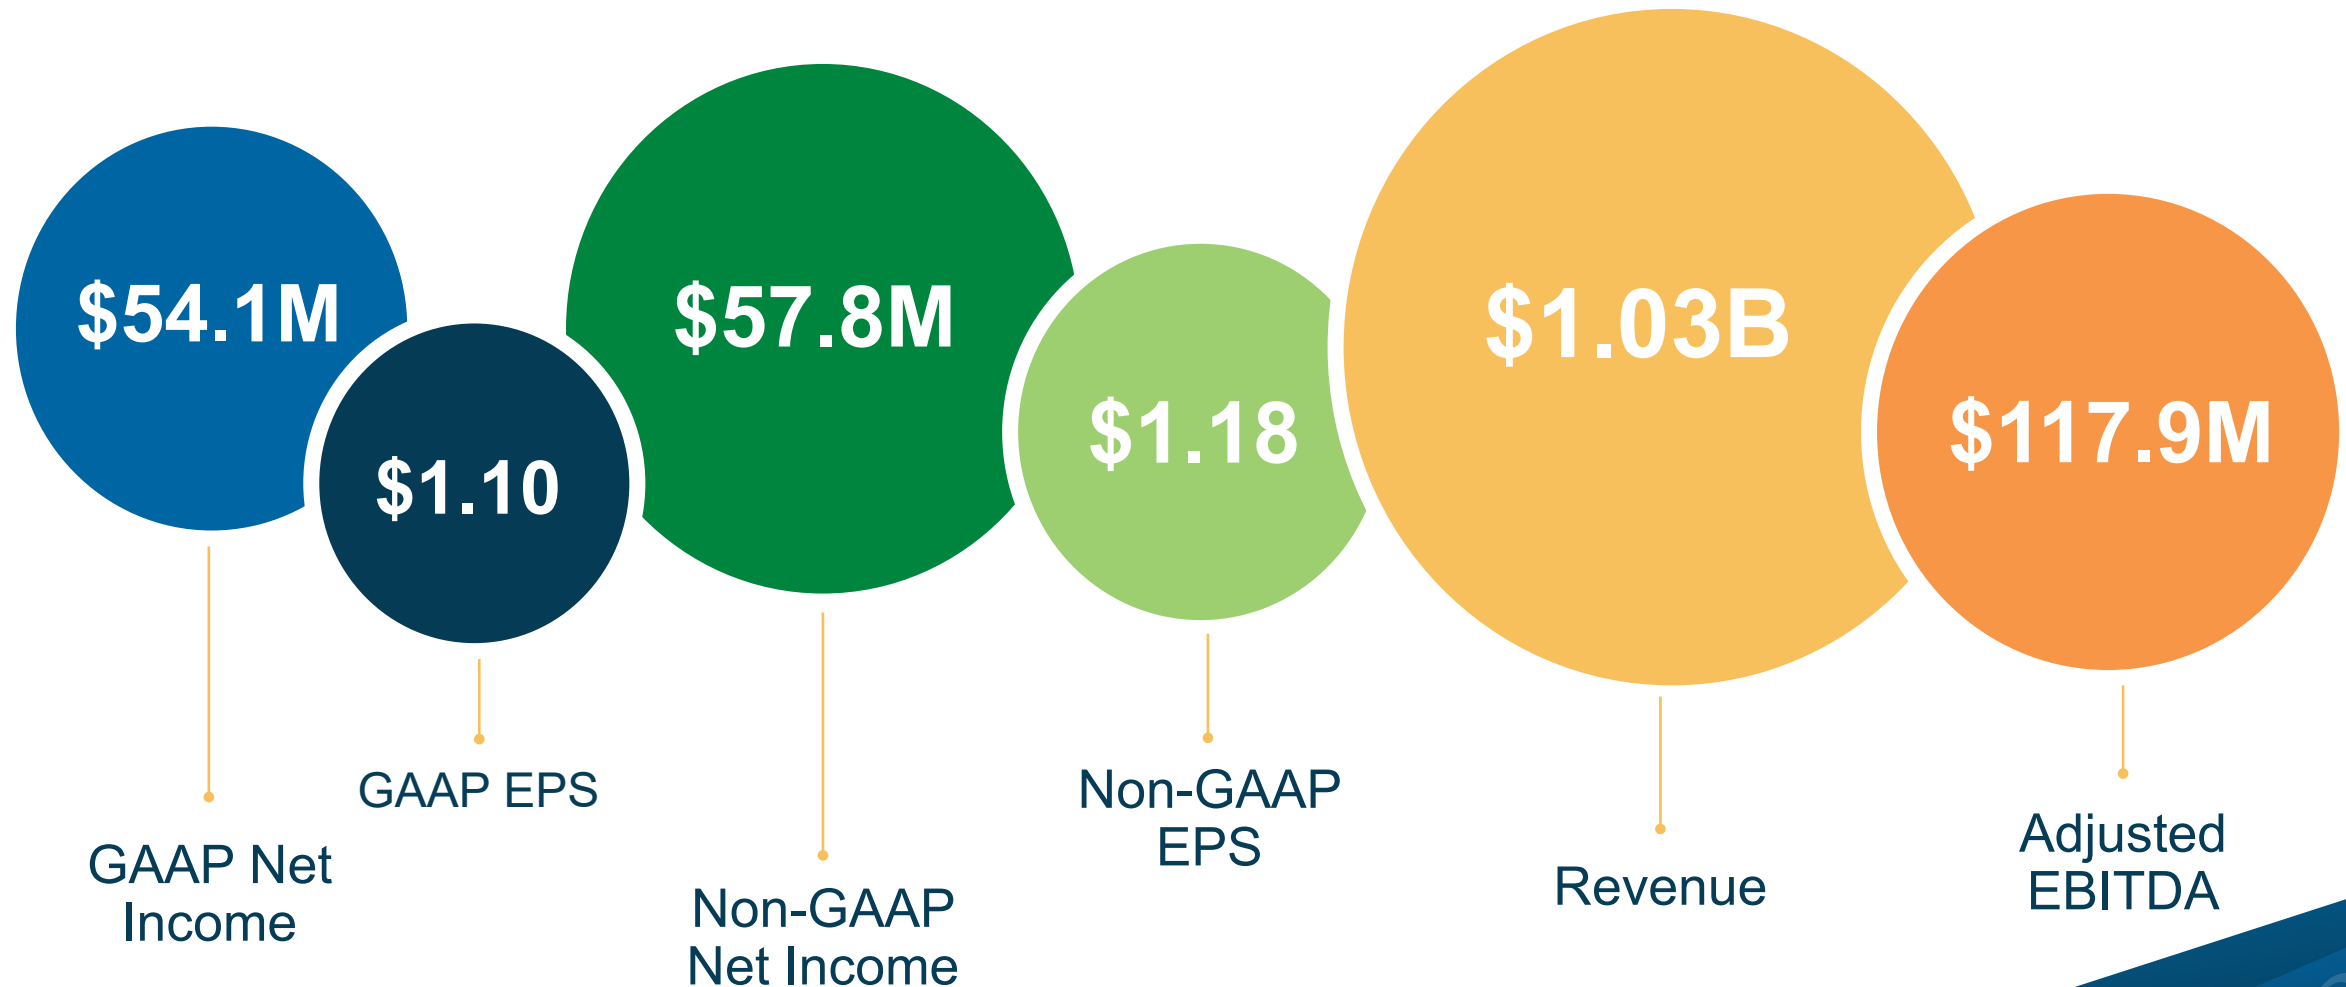 $54.1M
GAAP Net
Income
$1.10
GAAP EPS
$57.8M
Non-GAAP
Net Income
$1.18
Non-GAAP
EPS
$1.03B
Revenue
$117.9M
Adjusted
EBITDA